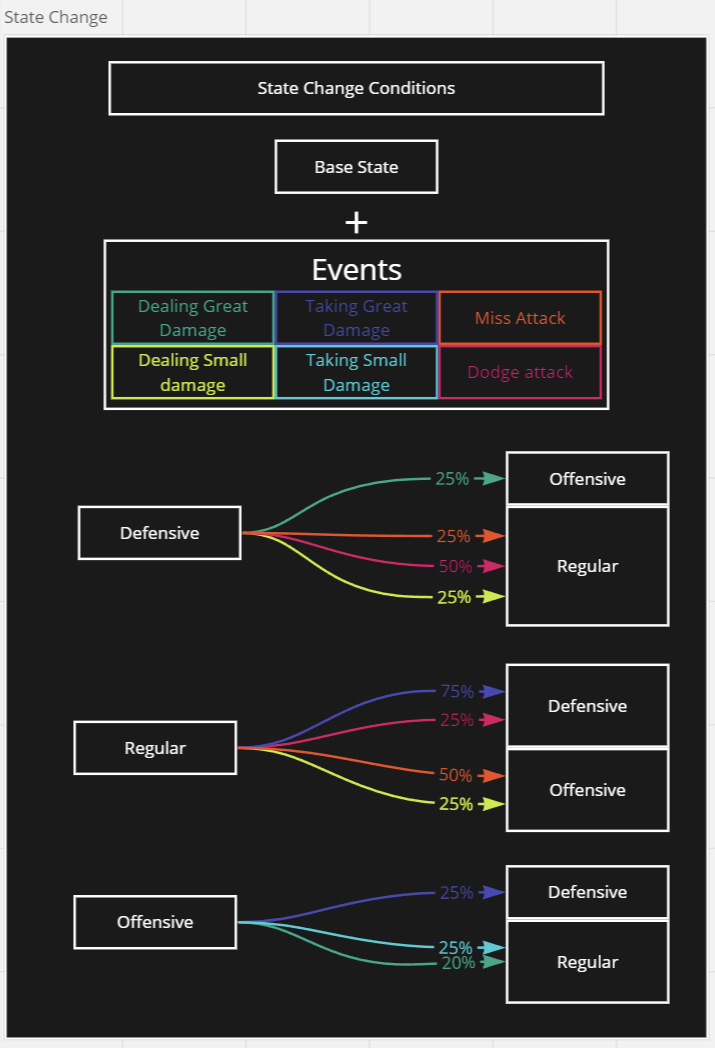 State Change
State Change Conditions
Base State
+
Events
Dealing Great
Damage
Taking Great
Damage
Miss Attack
Dealing Small
damage
Taking Small
Damage
Dodge attack
Defensive
25%
25%
50%
25%
Offensive
Regular
Regular
75%
25%
50%
25%
Defensive
Offensive
Offensive
25%
25%
20%
Defensive
Regular